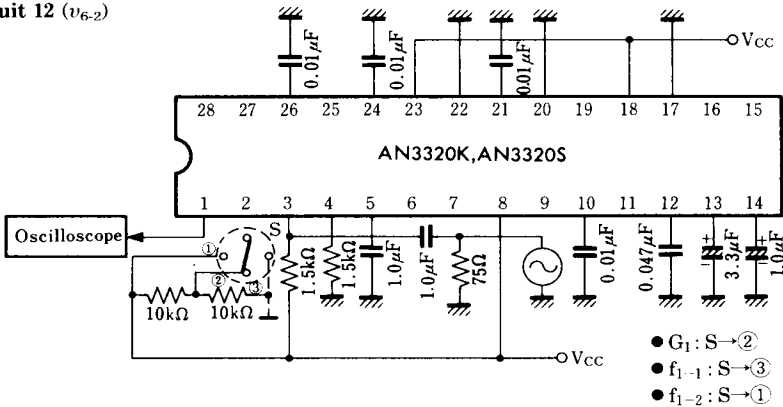 uit 12 (v6-2)
0.01μF
0.01μF
0.01μF
VCC
28 27 26 25 24 23 22 21 20 19 18 17 16 15
AN3320K,AN3320S
1 2 3 4 5 6 7 8 9 10 11 12 13 14
Oscilloscope
①
S
②
③
10kΩ
10kΩ
1.5kΩ
1.5kΩ
1.0μF
1.0μF
75Ω
0.01μF
0.047μF
+
−
3.3μF
+
−
1.0μF
VCC
● G1 : S→②
● f1-1 : S→③
● f1-2 : S→①